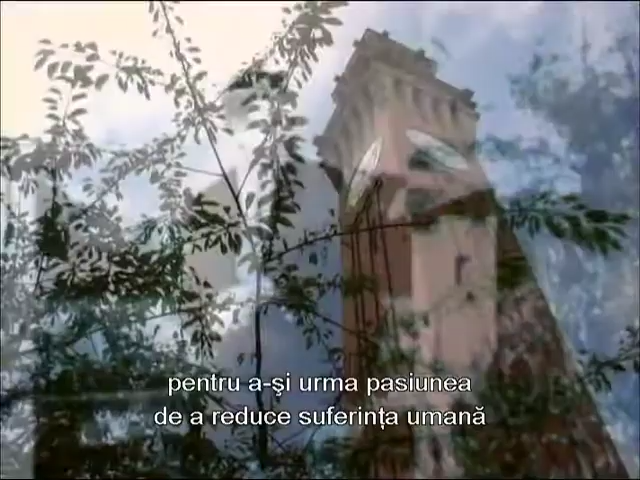 pentru a-şi urma pasiunea
de a reduce suferinţa umană